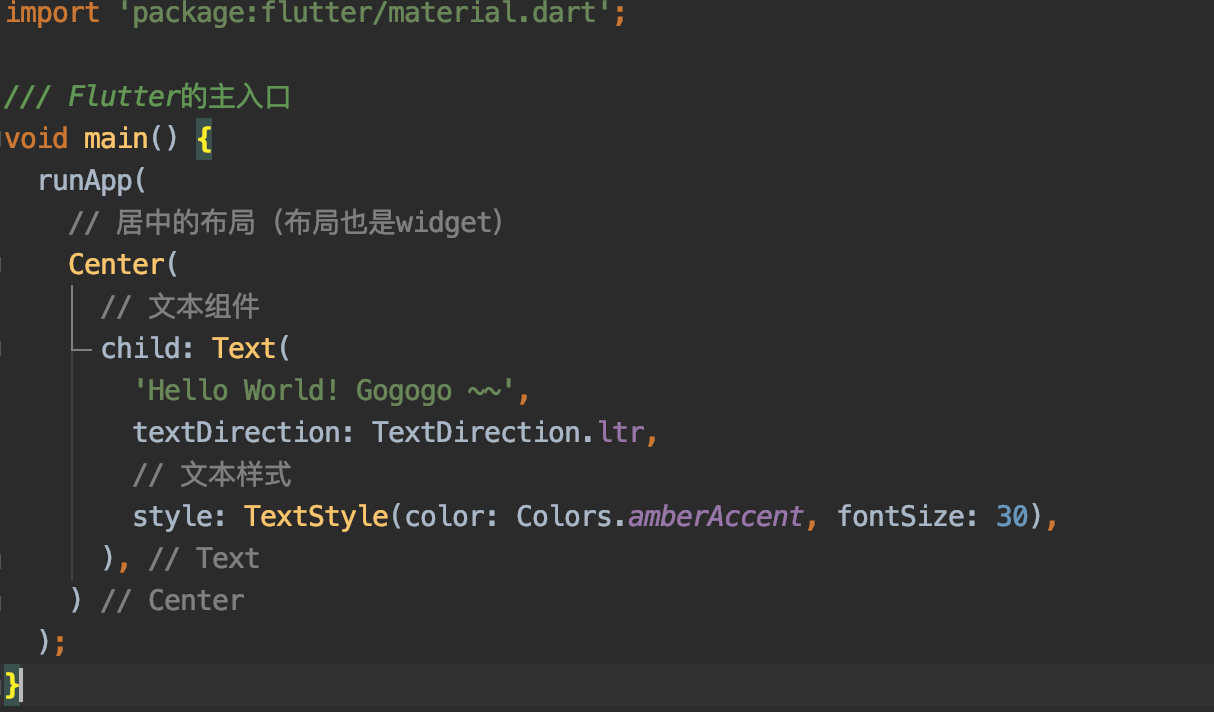 import 'package:flutter/material.dart';
/// Flutter的主入口
void main() {
runApp(
// 居中的布局（布局也是widget）
Center(
// 文本组件
child: Text(
'Hello World! Gogogo ~~',
textDirection: TextDirection.ltr,
// 文本样式
style: TextStyle(color: Colors.amberAccent, fontSize: 30),
), // Text
) // Center
);
}